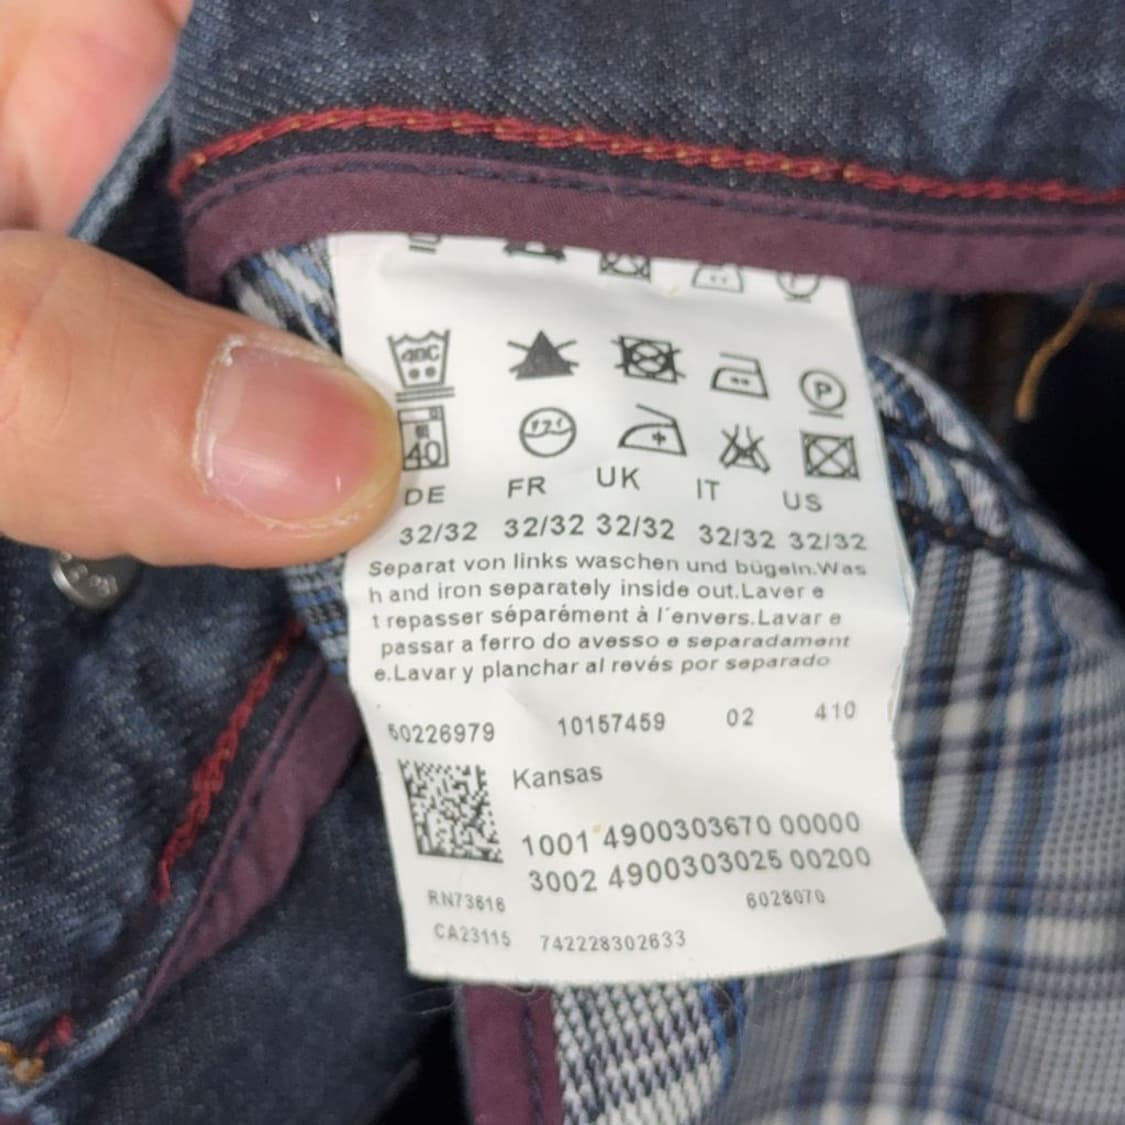 40C
40
DE FR UK IT US
32/32 32/32 32/32 32/32 32/32
P
Separat von links waschen und bügeln.Was
h and iron separately inside out.Laver e
t repasser séparément à l´envers.Lavar e
passar a ferro do avesso e separadament
e.Lavar y planchar al revés por separado
50226979 10157459 02 410
Kansas
1001 4900303670 00000
3002 4900303025 00200
RN73616 6028070
CA23115 742228302633